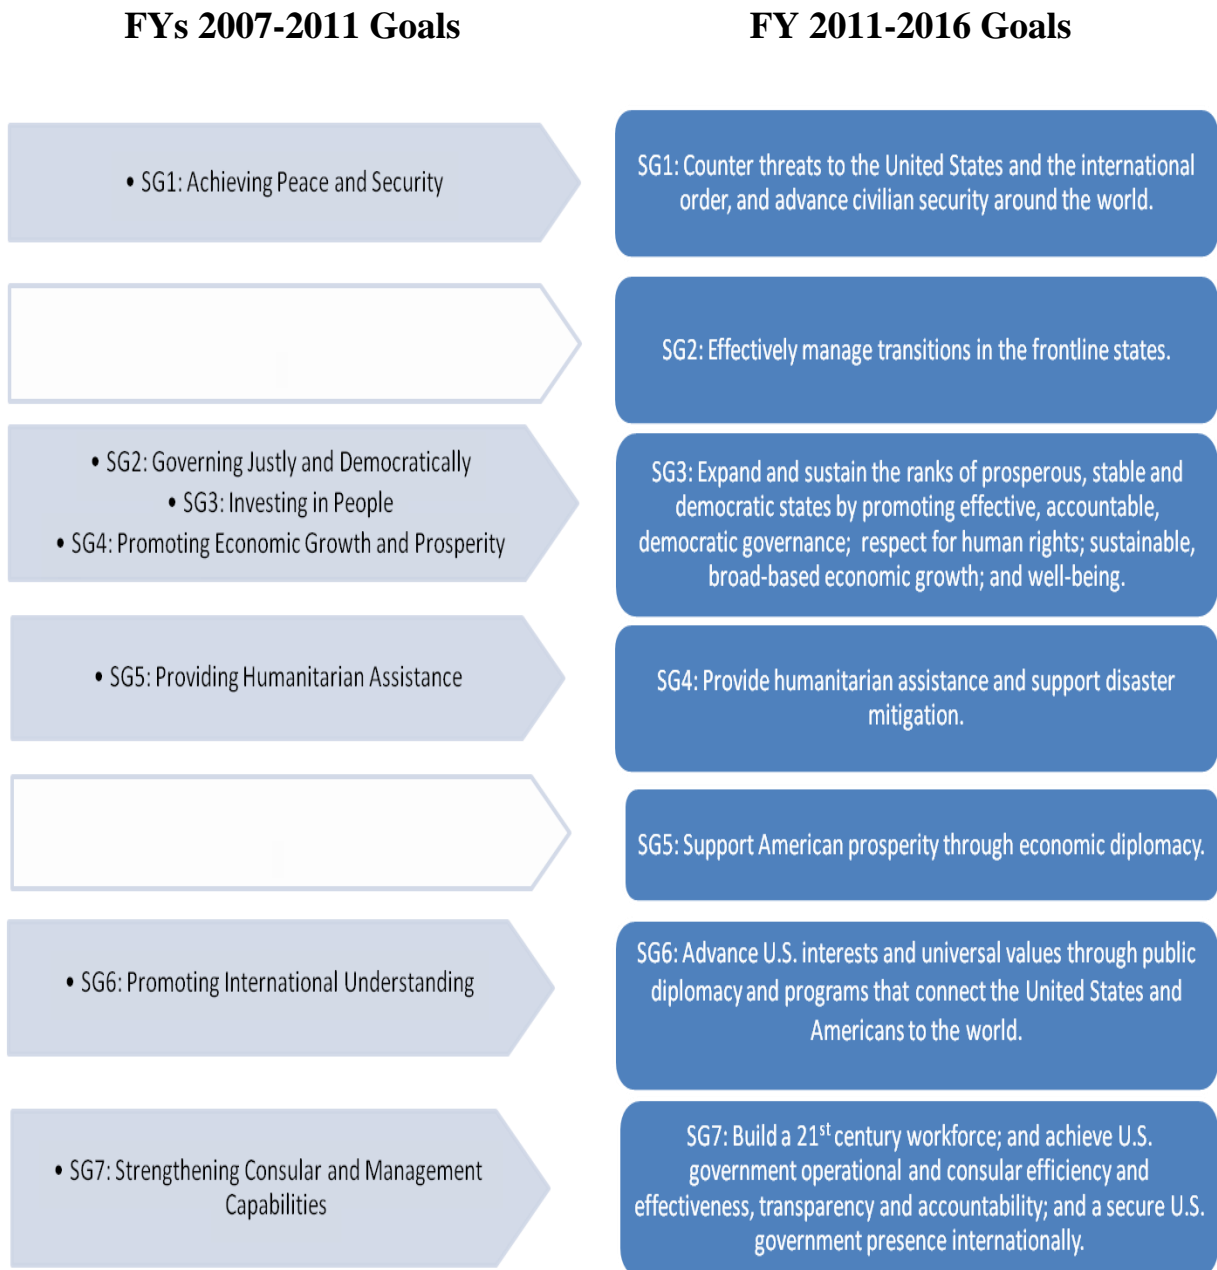 FYs 2007-2011 Goals
FY 2011-2016 Goals
• SG1: Achieving Peace and Security
SG1: Counter threats to the United States and the international
order, and advance civilian security around the world.
SG2: Effectively manage transitions in the frontline states.
• SG2: Governing Justly and Democratically
• SG3: Investing in People
• SG4: Promoting Economic Growth and Prosperity
SG3: Expand and sustain the ranks of prosperous, stable and
democratic states by promoting effective, accountable,
democratic governance; respect for human rights; sustainable,
broad-based economic growth; and well-being.
• SG5: Providing Humanitarian Assistance
SG4: Provide humanitarian assistance and support disaster
mitigation.
SG5: Support American prosperity through economic diplomacy.
• SG6: Promoting International Understanding
SG6: Advance U.S. interests and universal values through public
diplomacy and programs that connect the United States and
Americans to the world.
• SG7: Strengthening Consular and Management
Capabilities
SG7: Build a 21st century workforce; and achieve U.S.
government operational and consular efficiency and
effectiveness, transparency and accountability; and a secure U.S.
government presence internationally.